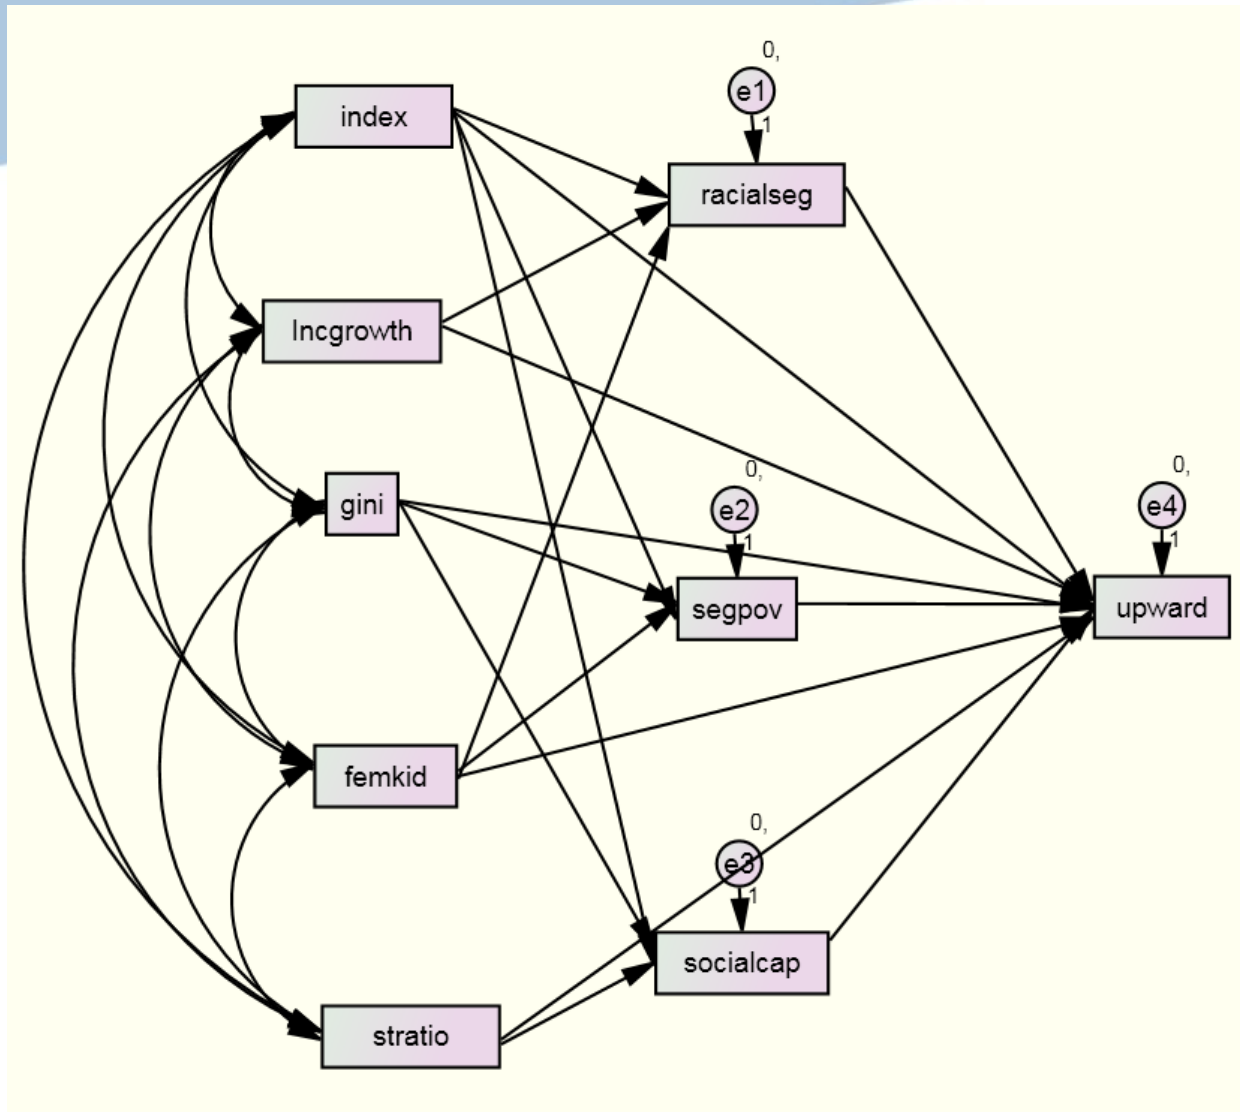 0,
e1
1
index
racialseg
Incgrowth
0,
gini
e2
1
0,
e4
1
segpov
upward
femkid
0,
e3
1
socialcap
stratio